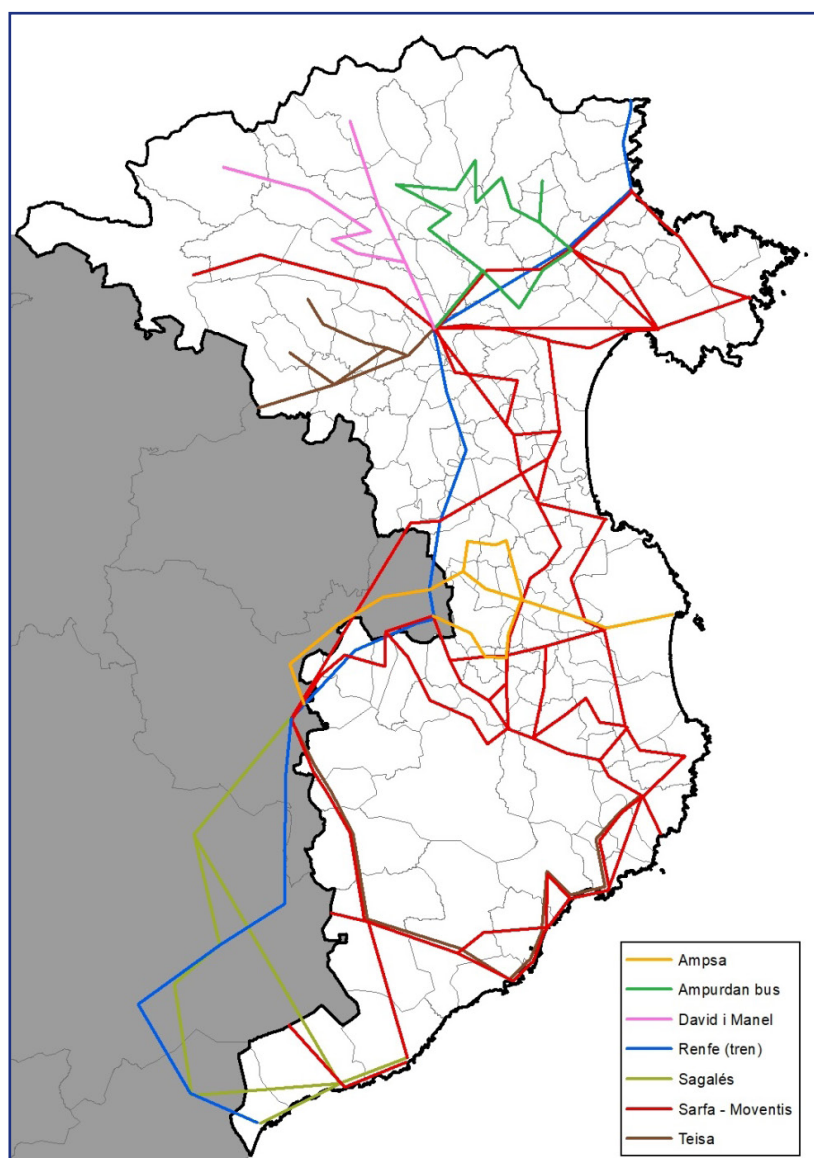 Ampsa
Ampurdan bus
David i Manel
Renfe (tren)
Sagalés
Sarfa - Moventis
Teisa